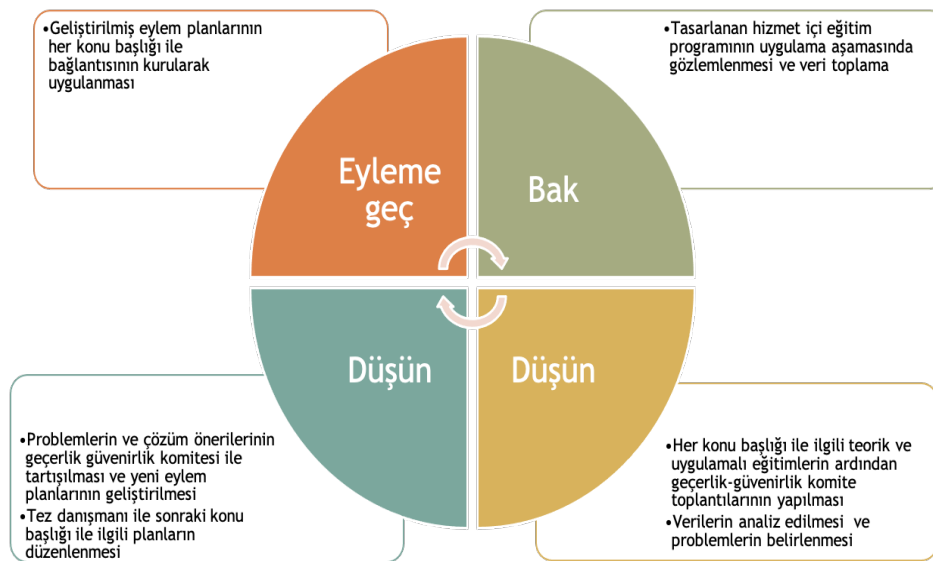 •Geliştirilmiş eylem planlarının
her konu başlığı ile
bağlantısının kurularak
uygulanması
•Tasarlanan hizmet içi eğitim
programının uygulama aşamasında
gözlemlenmesi ve veri toplama
Eyleme
geç
Bak
Düşün
Düşün
•Problemlerin ve çözüm önerilerinin
geçerlik güvenirlik komitesi ile
tartışılması ve yeni eylem
planlarının geliştirilmesi
•Tez danışmanı ile sonraki konu
başlığı ile ilgili planların
düzenlenmesi
•Her konu başlığı ile ilgili teorik ve
uygulamalı eğitimlerin ardından
geçerlik-güvenirlik komite
toplantılarının yapılması
•Verilerin analiz edilmesi ve
problemlerin belirlenmesi